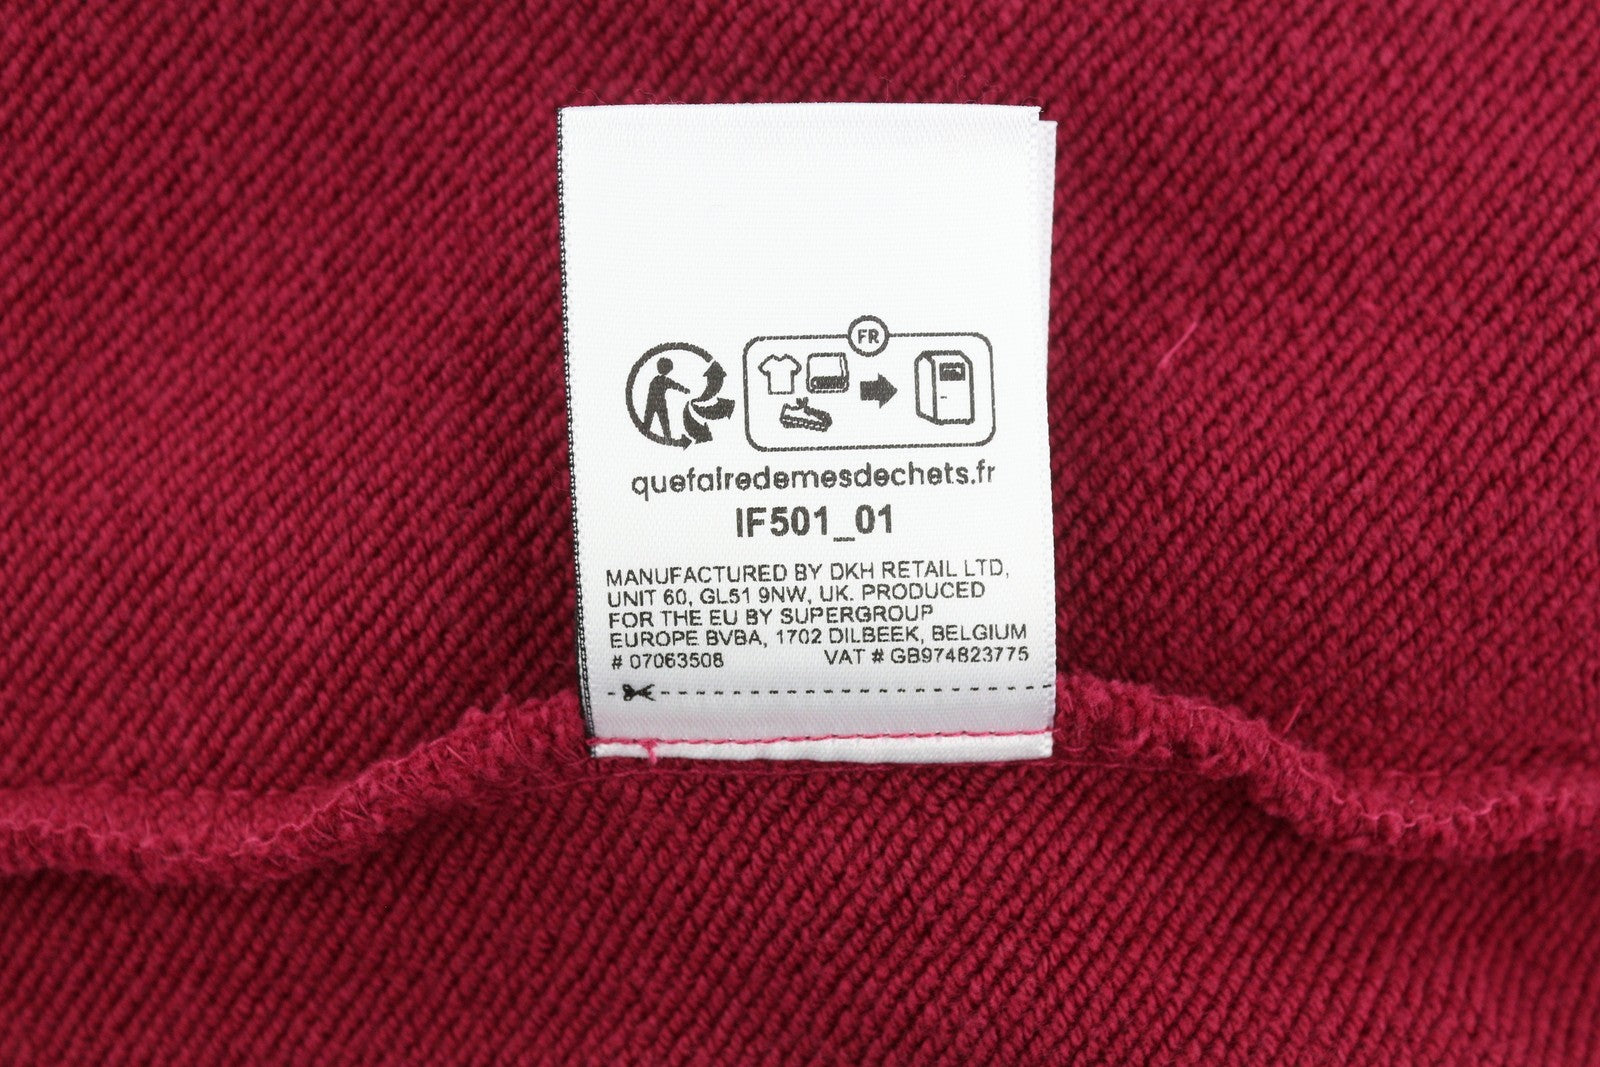 FR
quefairedemesdechets.fr
IF501_01
MANUFACTURED BY DKH RETAIL LTD,
UNIT 60, GL51 9NW, UK. PRODUCED
FOR THE EU BY SUPERGROUP
EUROPE BVBA, 1702 DILBEEK, BELGIUM
# 07063508 VAT # GB974823775